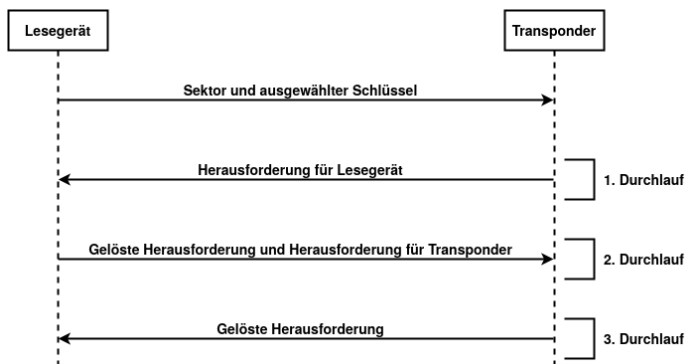 Lesegerät
Transponder
Sektor und ausgewählter Schlüssel
Herausforderung für Lesegerät
1. Durchlauf
Gelöste Herausforderung und Herausforderung für Transponder
2. Durchlauf
Gelöste Herausforderung
3. Durchlauf